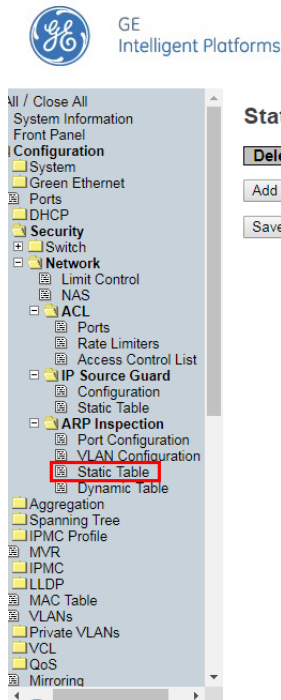 GE
Intelligent Platforms
All / Close All
System Information
Front Panel
Configuration
System
Green Ethernet
Ports
DHCP
Security
Switch
Network
Limit Control
NAS
ACL
Ports
Rate Limiters
Access Control List
IP Source Guard
Configuration
Static Table
ARP Inspection
Port Configuration
VLAN Configuration
Static Table
Dynamic Table
Aggregation
Spanning Tree
IPMC Profile
MVR
IPMC
LLDP
MAC Table
VLANs
Private VLANs
VCL
QoS
Mirroring
Stat
Dele
Add
Save